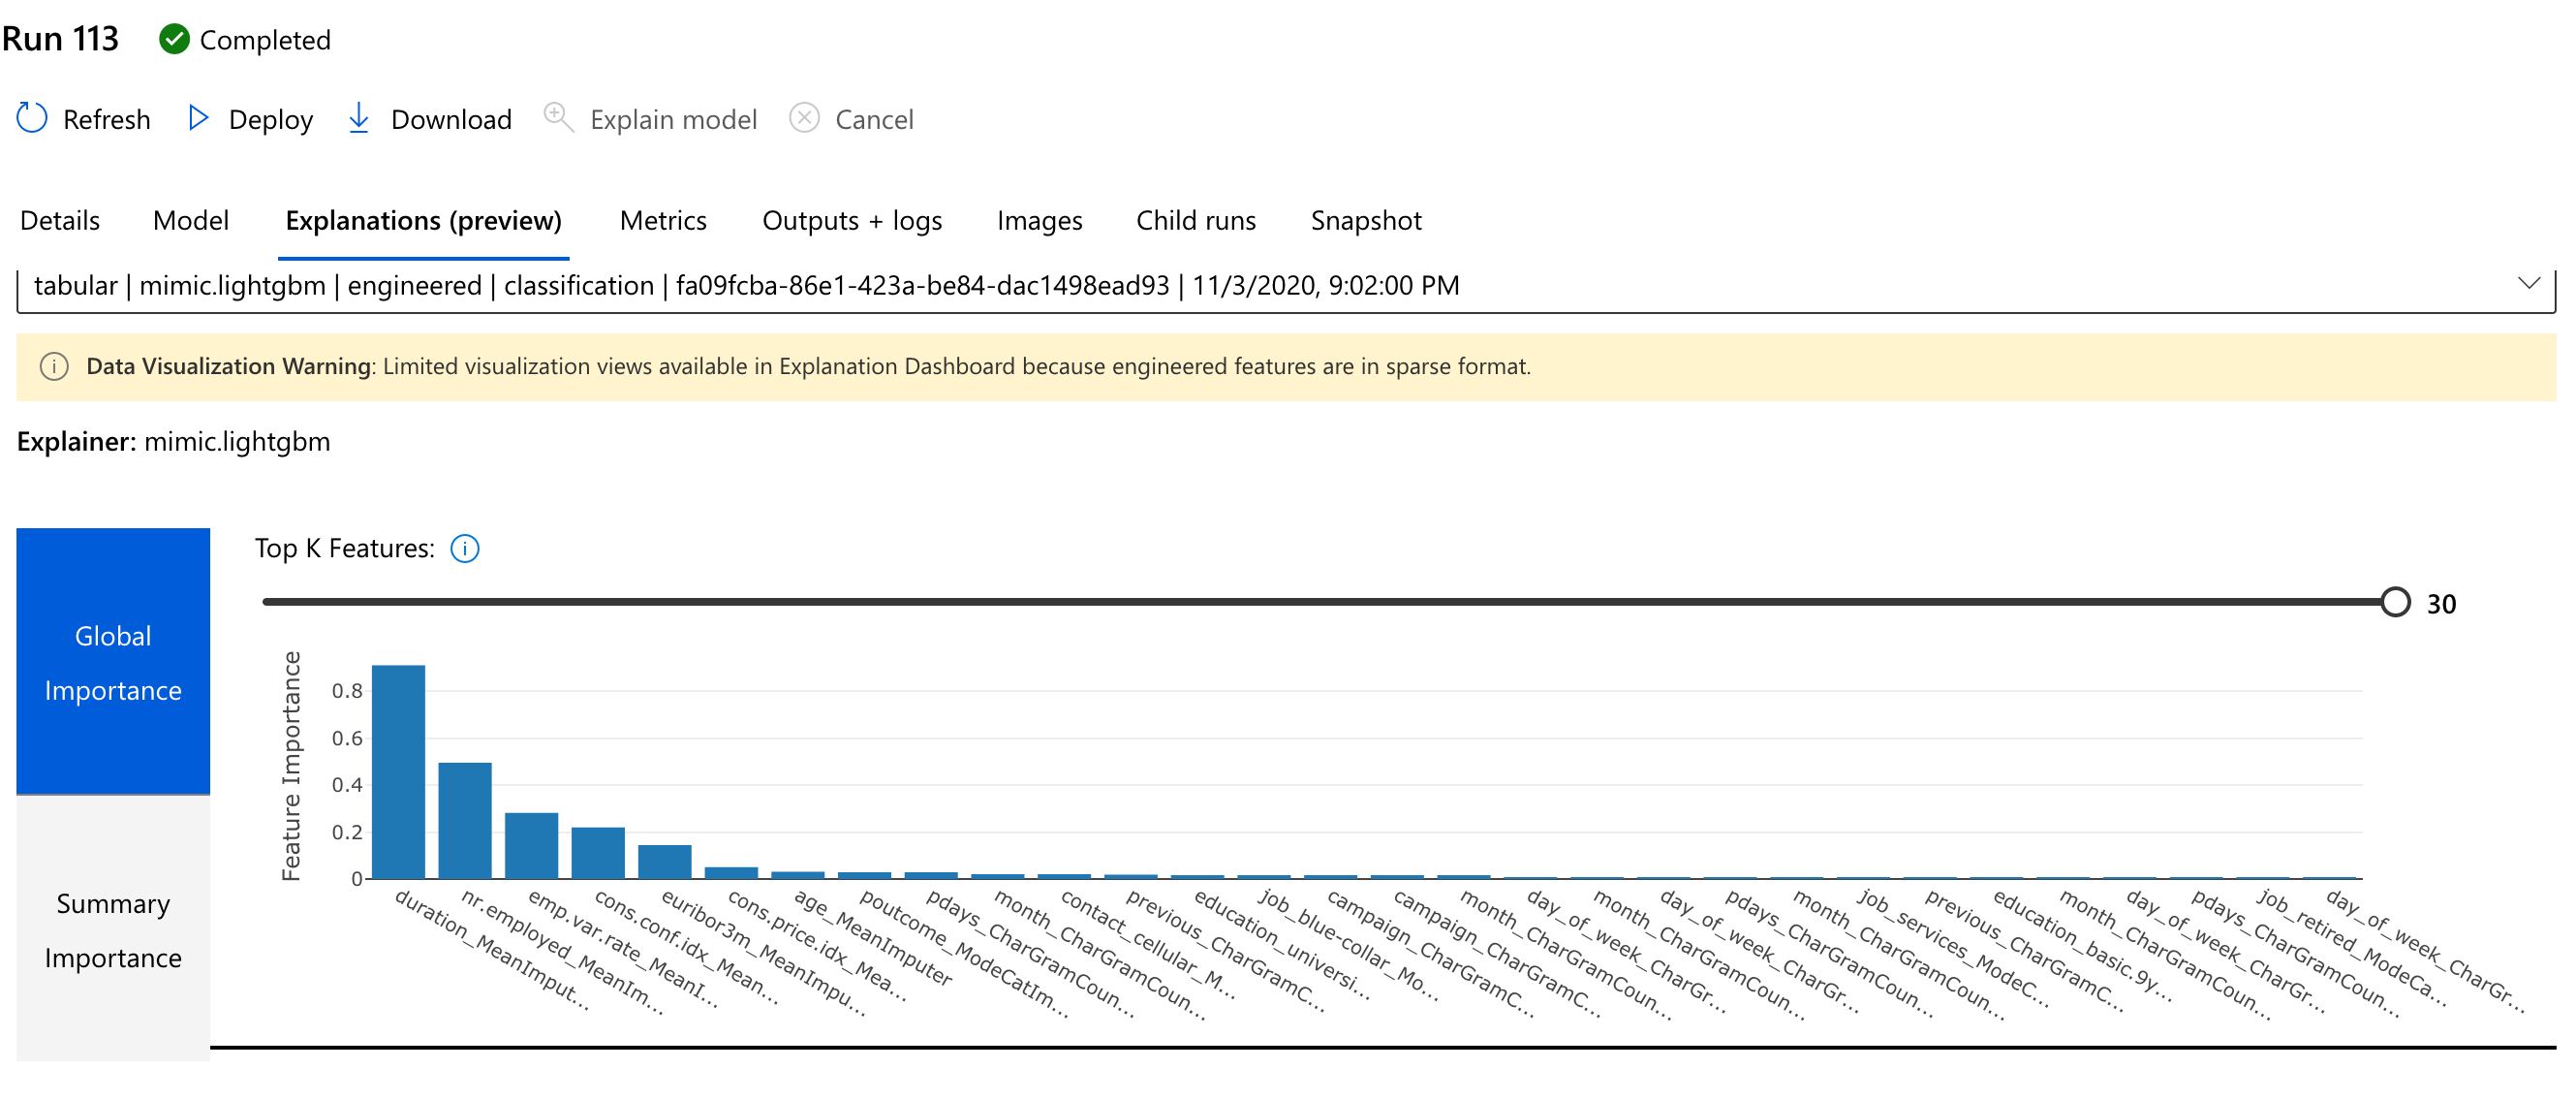 Run 113 Completed
Refresh Deploy Download Explain model Cancel
Details Model Explanations (preview) Metrics Outputs + logs Images Child runs Snapshot
tabular | mimic.lightgbm | engineered | classification | fa09fcba-86e1-423a-be84-dac1498ead93 | 11/3/2020, 9:02:00 PM
Data Visualization Warning: Limited visualization views available in Explanation Dashboard because engineered features are in sparse format.
Explainer: mimic.lightgbm
Global
Importance
Summary
Importance
Top K Features:
30
Feature Importance
0.8
0.6
0.4
0.2
0
duration_MeanImput...
nr.employed_MeanIm...
emp.var.rate_MeanI...
cons.conf.idx_Mean...
euribor3m_MeanImpu...
cons.price.idx_Mea...
age_MeanImputer
poutcome_ModeCatIm...
pdays_CharGramCoun...
month_CharGramCoun...
contact_cellular_M...
previous_CharGramC...
education_universi...
job_blue-collar_Mo...
campaign_CharGramC...
campaign_CharGramC...
month_CharGramCoun...
day_of_week_CharGr...
month_CharGramCoun...
day_of_week_CharGr...
pdays_CharGramCoun...
month_CharGramCoun...
job_services_ModeC...
previous_CharGramC...
education_basic.9y...
month_CharGramCoun...
day_of_week_CharGr...
pdays_CharGramCoun...
job_retired_ModeCa...
day_of_week_CharGr...